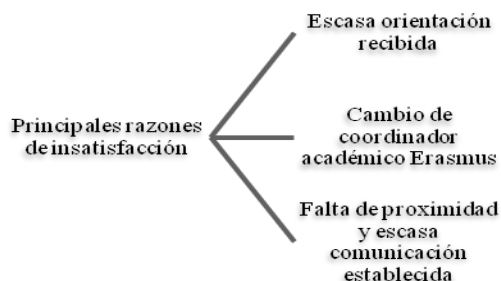 Principales razones
de insatisfacción
Escasa orientación
recibida
Cambio de
coordinador
académico Erasmus
Falta de proximidad
y escasa
comunicación
establecida